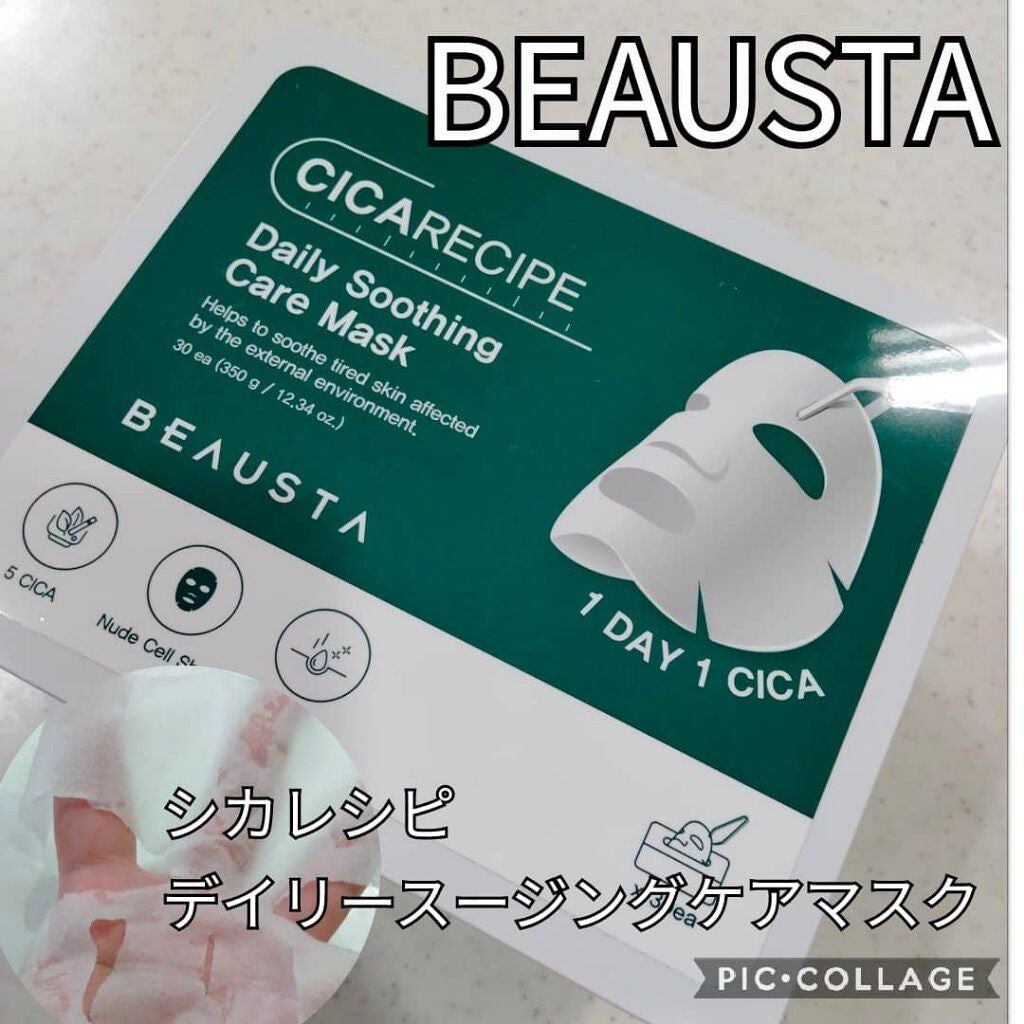 BEAUSTA
CICARECIPE
Daily Soothing
Care Mask
Helps to soothe tired skin affected
by the external environment.
30 ea (350 g / 12.34 oz.)
BEAUSTA
1 DAY 1 CICA
5 CICA
Nude Cell
シカレシピ
デイリースージングケアマスク
PIC•COLLAGE